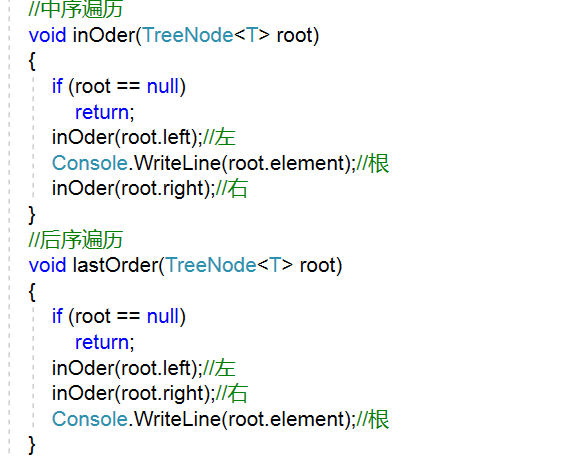 //中序遍历
void inOder(TreeNode<T> root)
{
if (root == null)
return;
inOder(root.left);//左
Console.WriteLine(root.element);//根
inOder(root.right);//右
}
//后序遍历
void lastOrder(TreeNode<T> root)
{
if (root == null)
return;
inOder(root.left);//左
inOder(root.right);//右
Console.WriteLine(root.element);//根
}